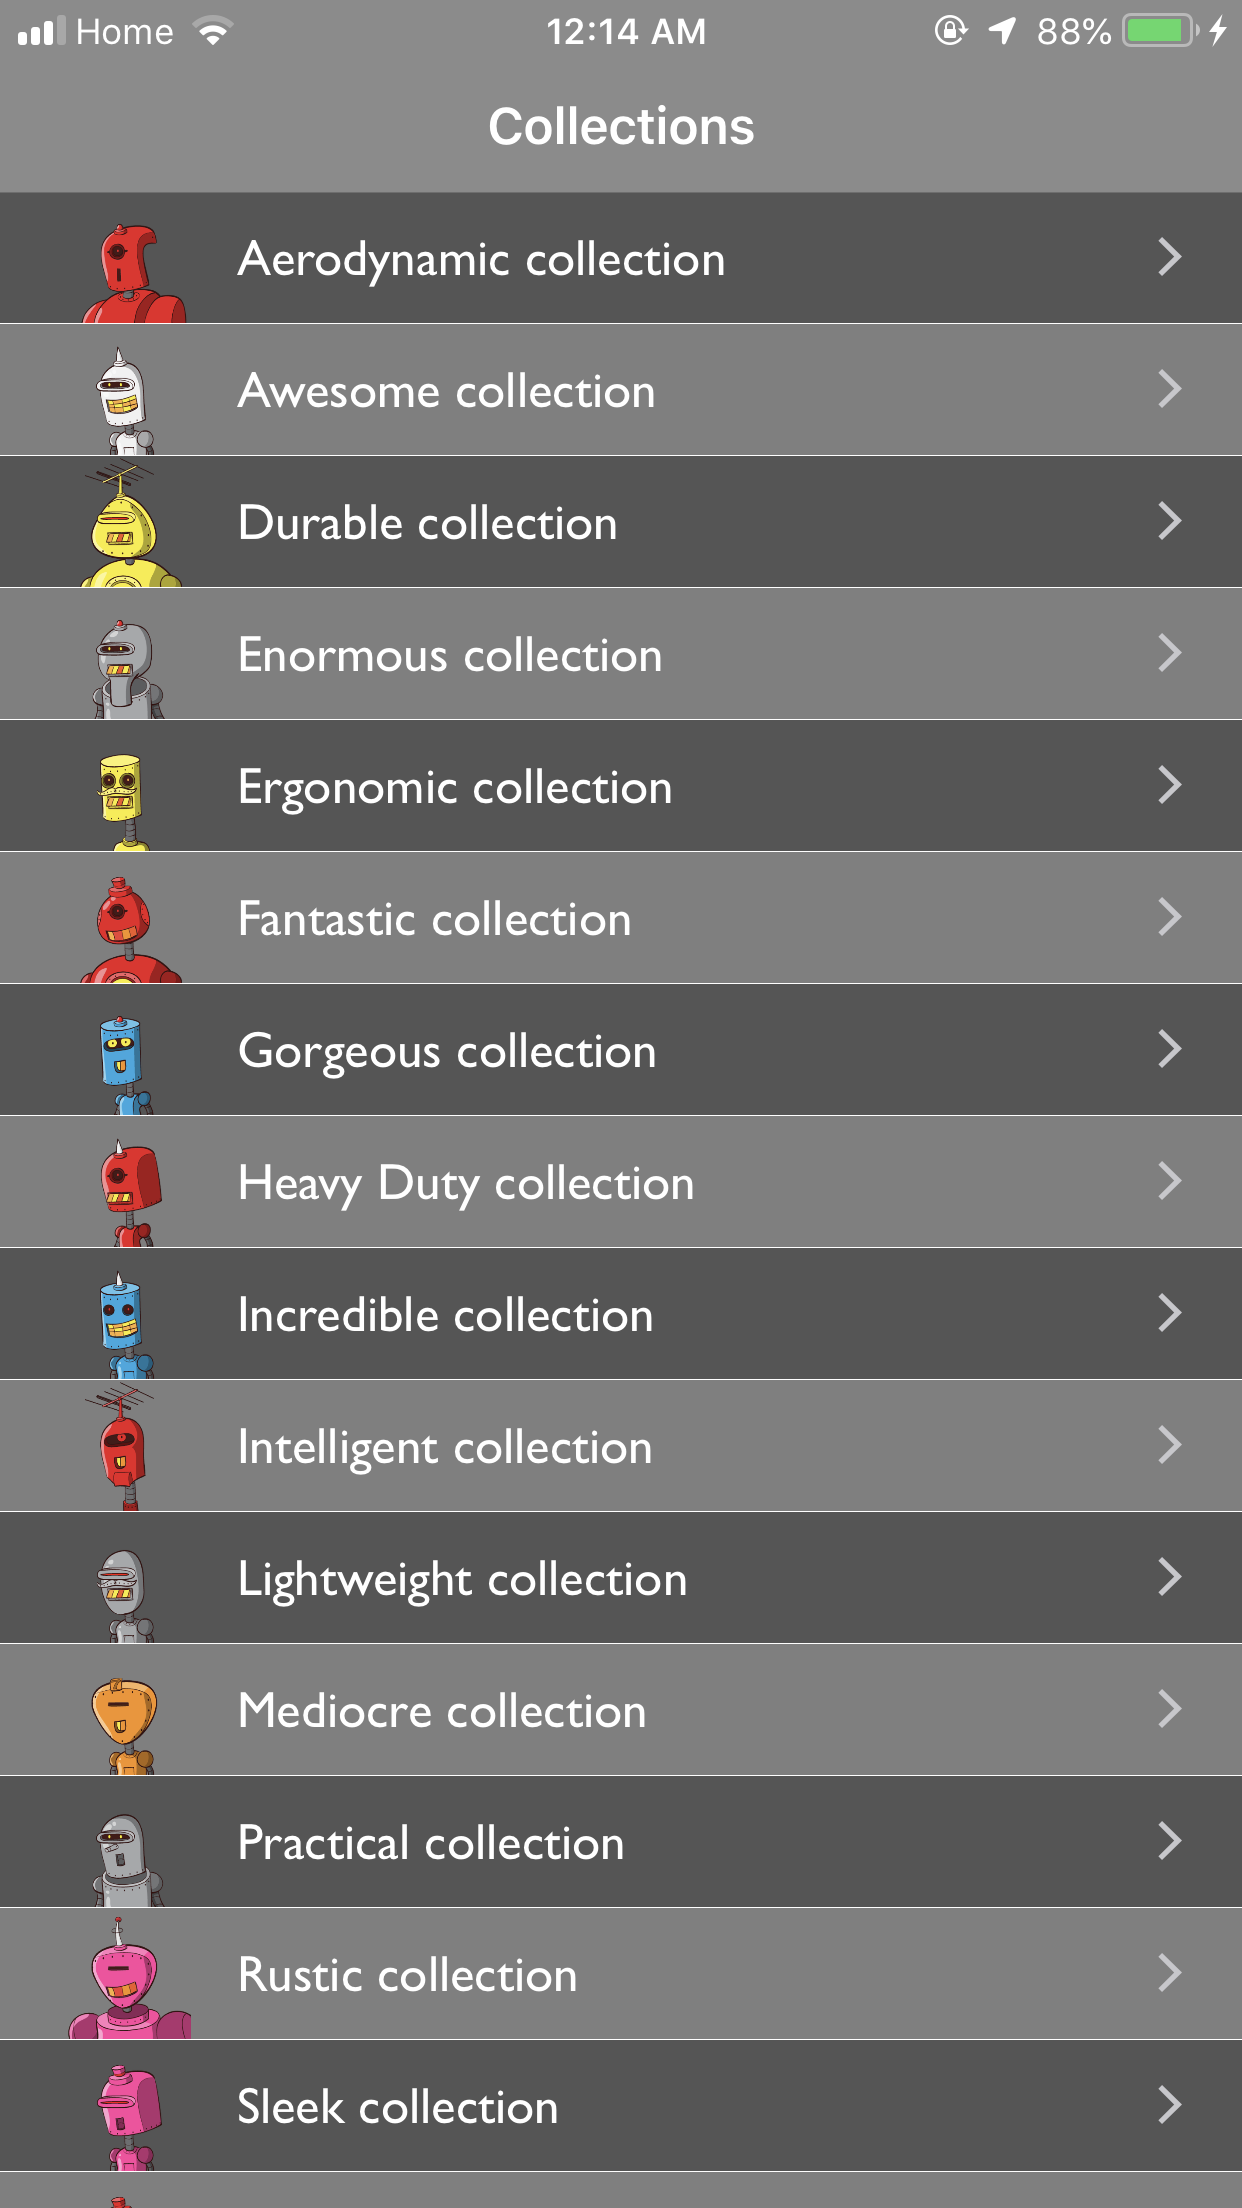 Home 12:14 AM 88%
Collections
Aerodynamic collection
Awesome collection
Durable collection
Enormous collection
Ergonomic collection
Fantastic collection
Gorgeous collection
Heavy Duty collection
Incredible collection
Intelligent collection
Lightweight collection
Mediocre collection
Practical collection
Rustic collection
Sleek collection